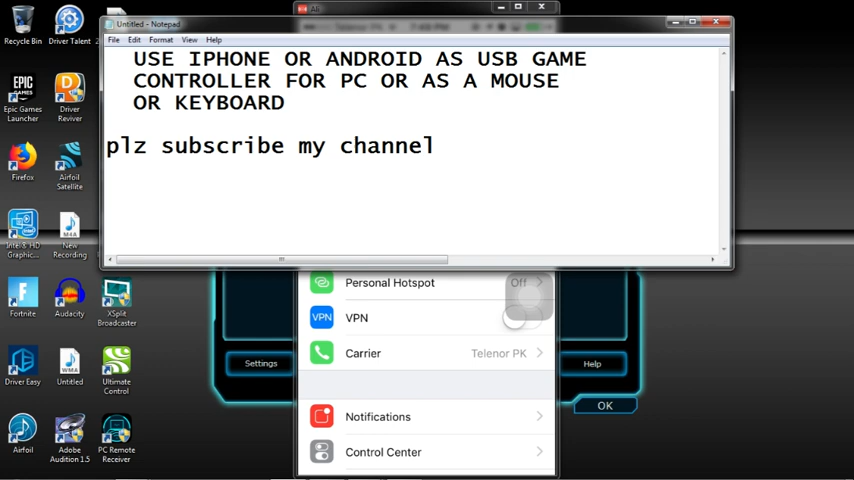 Untitled - Notepad
File Edit Format View Help
USE IPHONE OR ANDROID AS USB GAME
CONTROLLER FOR PC OR AS A MOUSE
OR KEYBOARD
plz subscribe my channel
Recycle Bin
Driver Talent
Epic Games
Launcher
Driver
Reviver
Firefox
Airfoil
Satellite
Intel® HD
Graphic...
New
Recording
Fortnite
Audacity
XSplit
Broadcaster
Driver Easy
Untitled
Ultimate
Control
Airfoil
Adobe
Audition 1.5
PC Remote
Receiver
Personal Hotspot Off
VPN VPN
Carrier Telenor PK
Notifications
Control Center
Settings
Help
OK